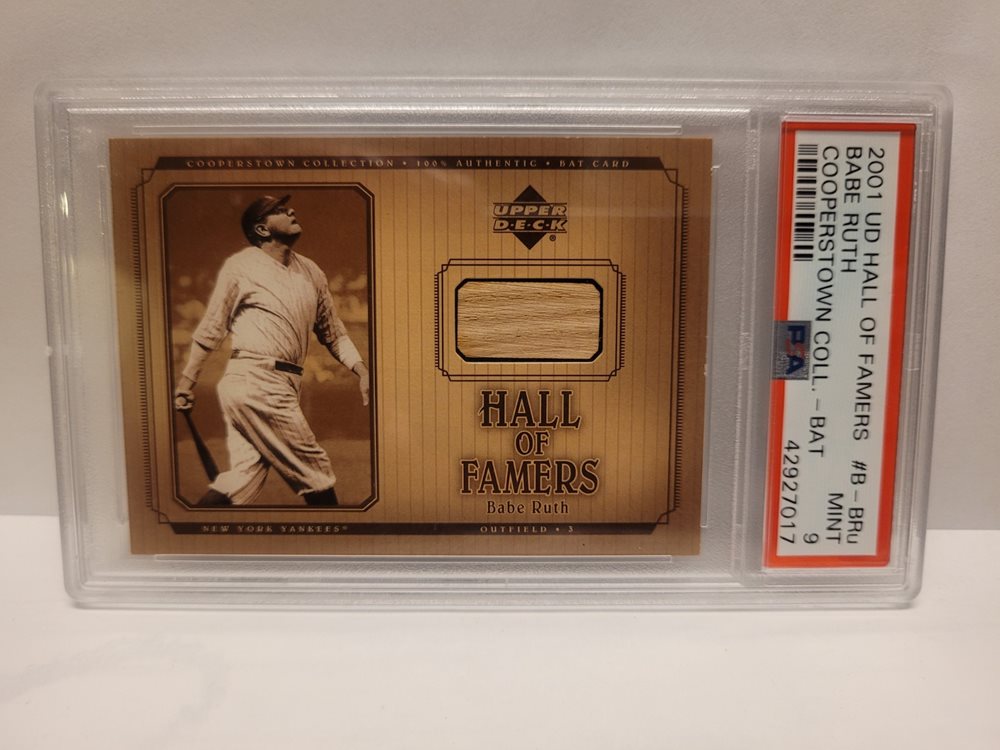 COOPERSTOWN COLLECTION • 100% AUTHENTIC • BAT CARD
UPPER
D·E·C·K
®
HALL
OF
FAMERS
Babe Ruth
NEW YORK YANKEES®
OUTFIELD • 3
2001 UD HALL OF FAMERS #B-BRu
BABE RUTH MINT
COOPERSTOWN COLL.-BAT 9
PSA
42927017